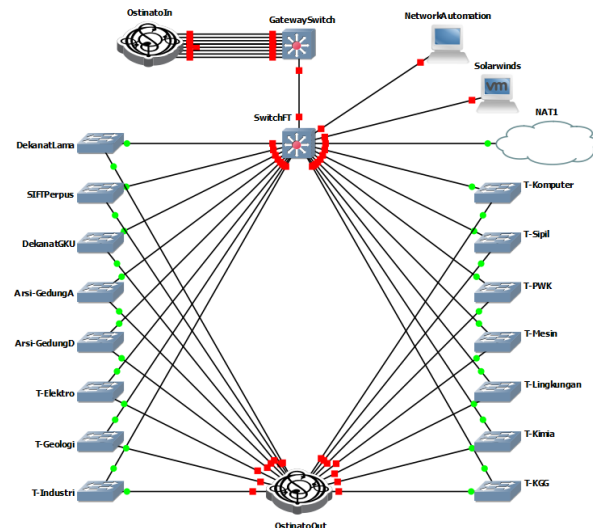 OstinatoIn
GatewaySwitch
NetworkAutomation
Solarwinds
vm
SwitchFT
NAT1
DekanatLama
SIFTPerpus
T-Komputer
DekanatGKU
T-Sipil
Arsi-GedungA
T-PWK
Arsi-GedungD
T-Mesin
T-Elektro
T-Lingkungan
T-Geologi
T-Kimia
T-Industri
T-KGG
OstinatoOut